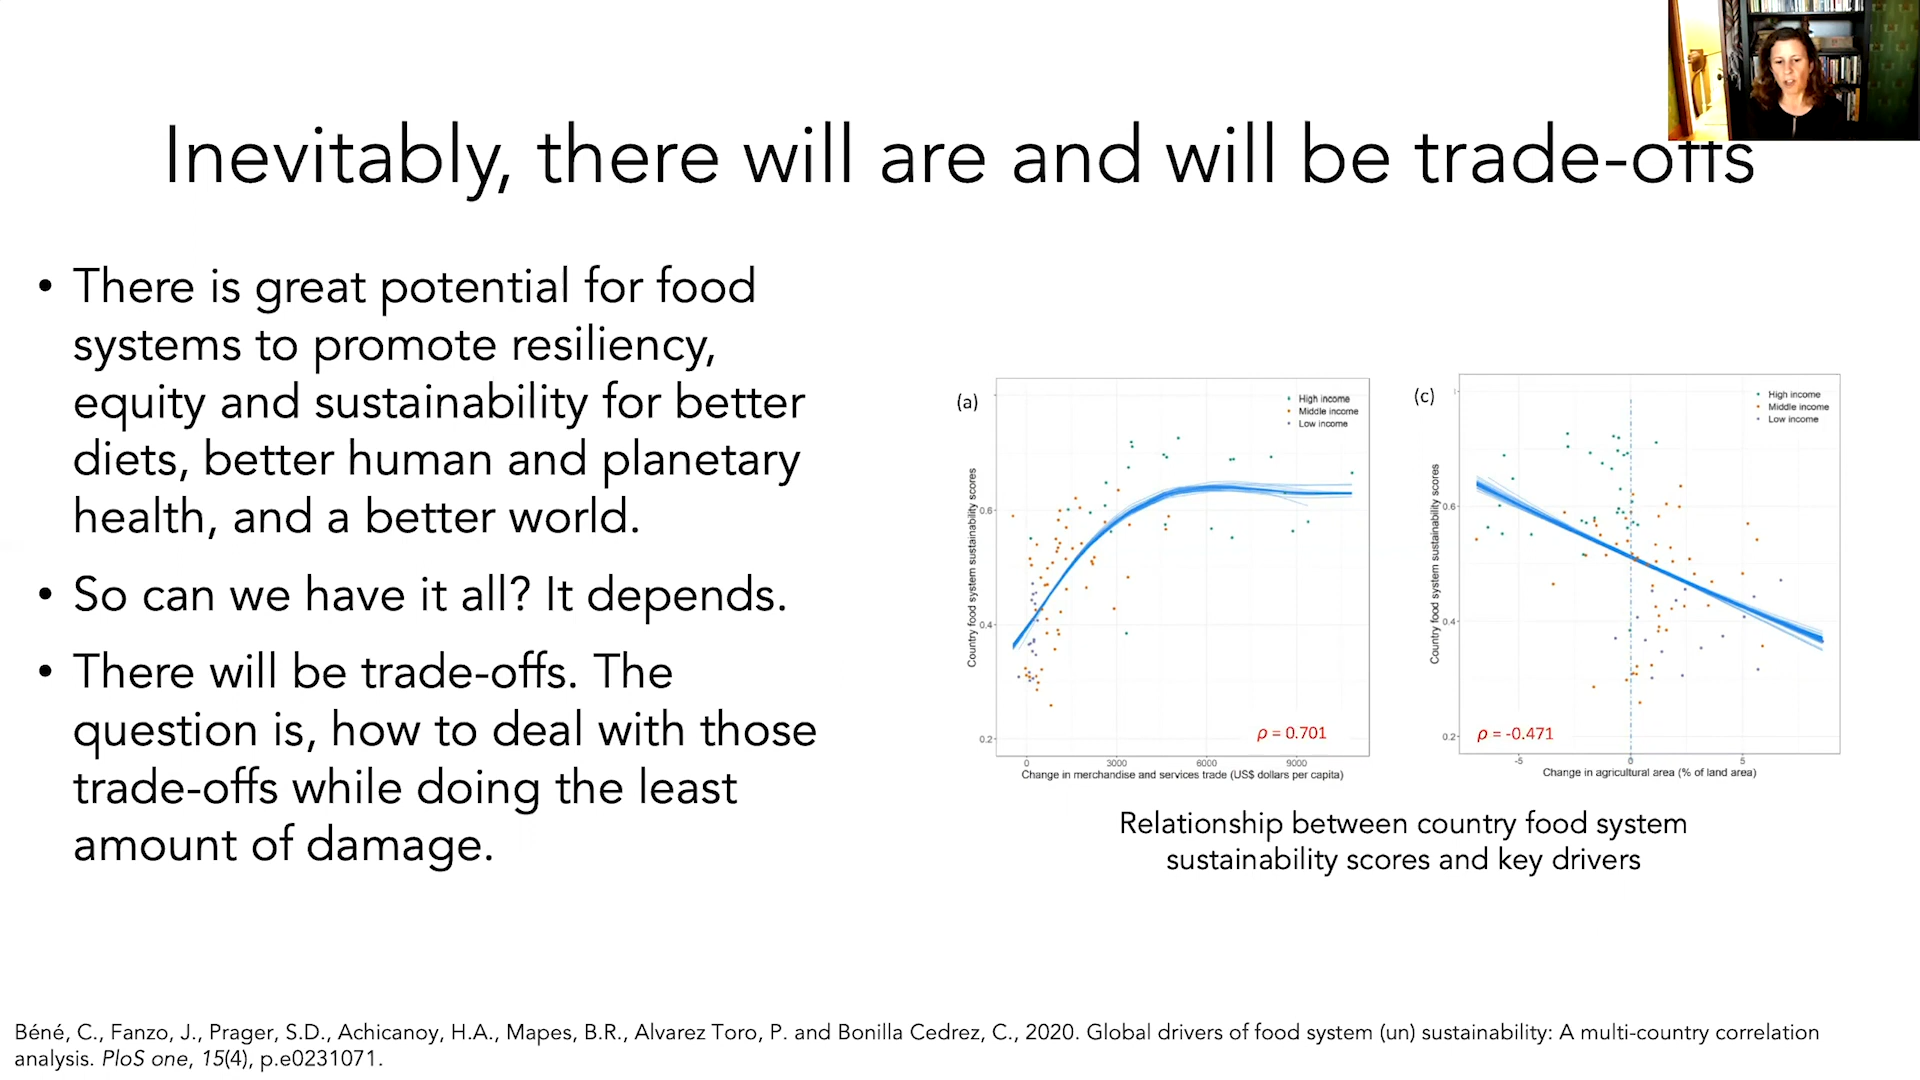 Inevitably, there will are and will be trade-offs
• There is great potential for food
systems to promote resiliency,
equity and sustainability for better
diets, better human and planetary
health, and a better world.
• So can we have it all? It depends.
• There will be trade-offs. The
question is, how to deal with those
trade-offs while doing the least
amount of damage.
(a)
High income
Middle income
Low income
Country food system sustainability scores
0.6
0.4
0.2
ρ = 0.701
0 3000 6000 9000
Change in merchandise and services trade (US$ dollars per capita)
(c)
High income
Middle income
Low income
Country food system sustainability scores
1
0.6
0.4
0.2
ρ = -0.471
-5 0 5
Change in agricultural area (% of land area)
Relationship between country food system
sustainability scores and key drivers
Béné, C., Fanzo, J., Prager, S.D., Achicanoy, H.A., Mapes, B.R., Alvarez Toro, P. and Bonilla Cedrez, C., 2020. Global drivers of food system (un) sustainability: A multi-country correlation
analysis. PloS one, 15(4), p.e0231071.